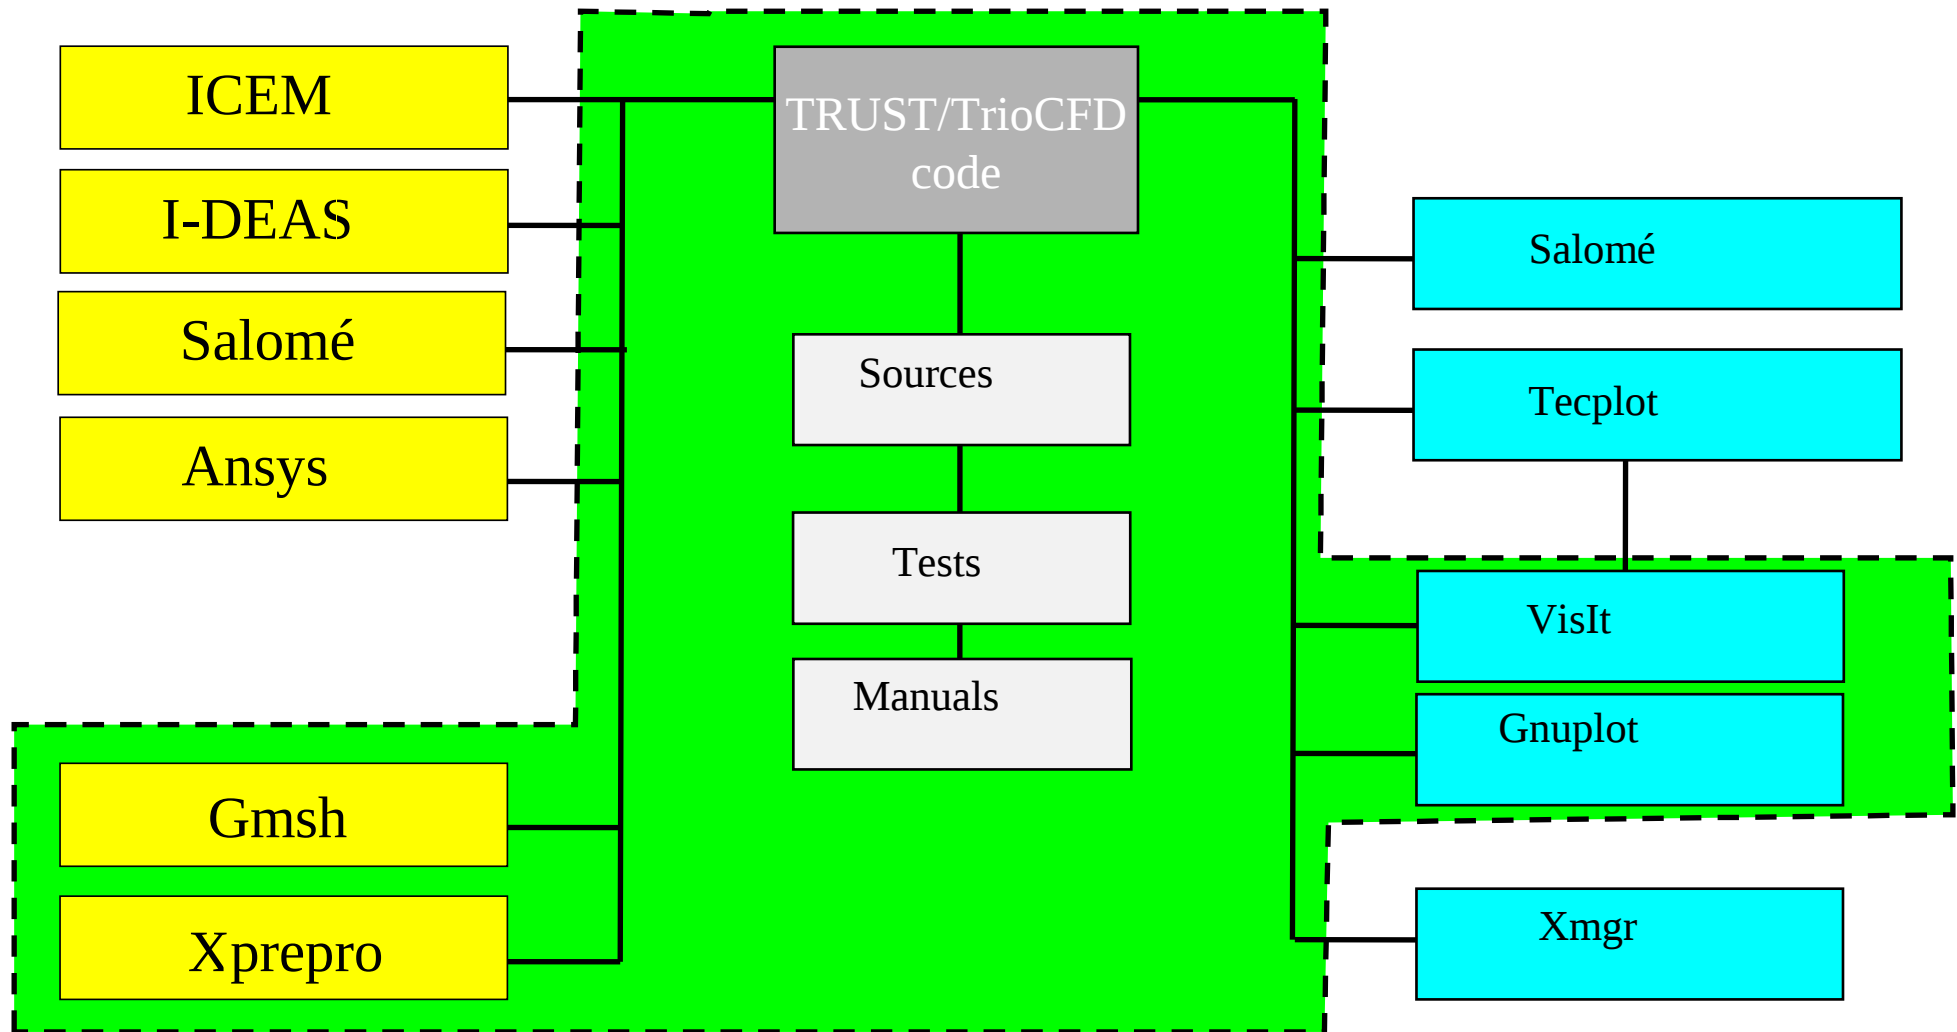 ICEM
I-DEAS
Salomé
Ansys
Gmsh
Xprepro
TRUST/TrioCFD
code
Sources
Tests
Manuals
Salomé
Tecplot
VisIt
Gnuplot
Xmgr